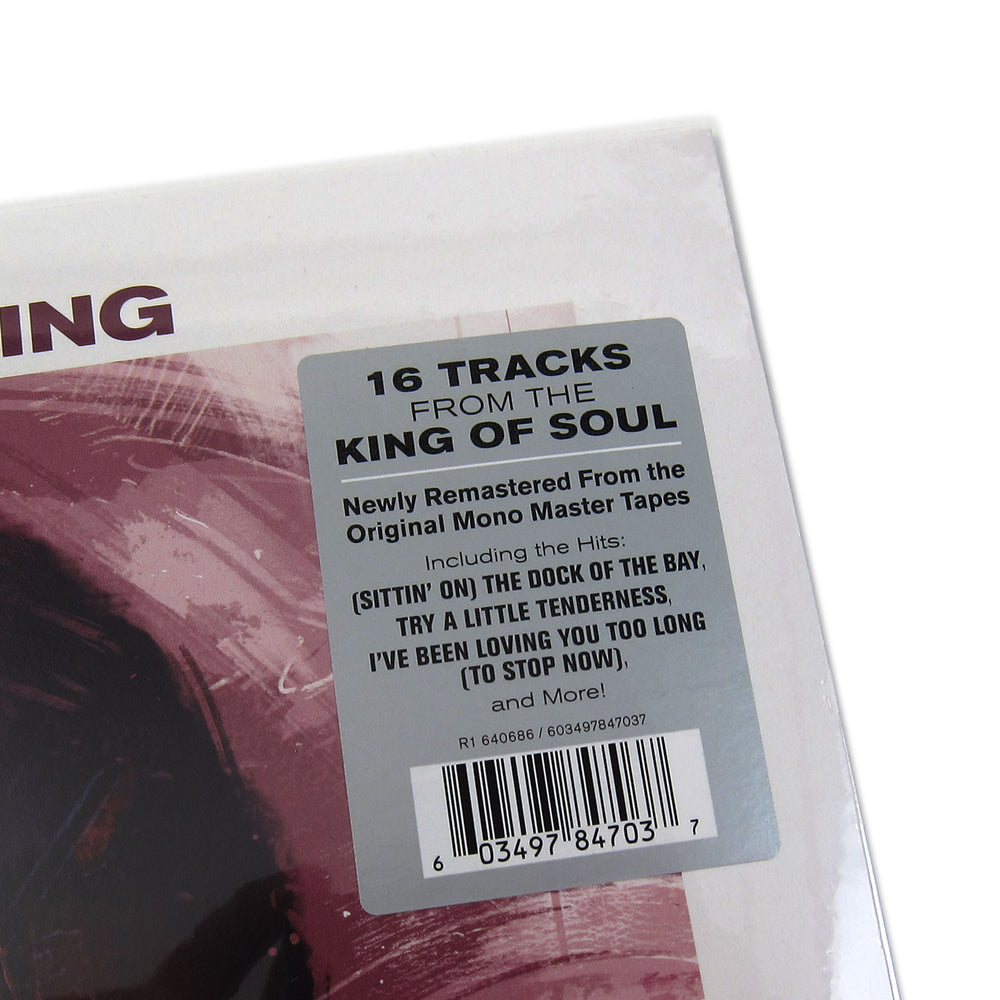 ING
16 TRACKS
FROM THE
KING OF SOUL
Newly Remastered From the
Original Mono Master Tapes
Including the Hits:
(SITTIN' ON) THE DOCK OF THE BAY,
TRY A LITTLE TENDERNESS,
I'VE BEEN LOVING YOU TOO LONG
(TO STOP NOW),
and More!
R1 640686 / 603497847037
6 03497 84703 7